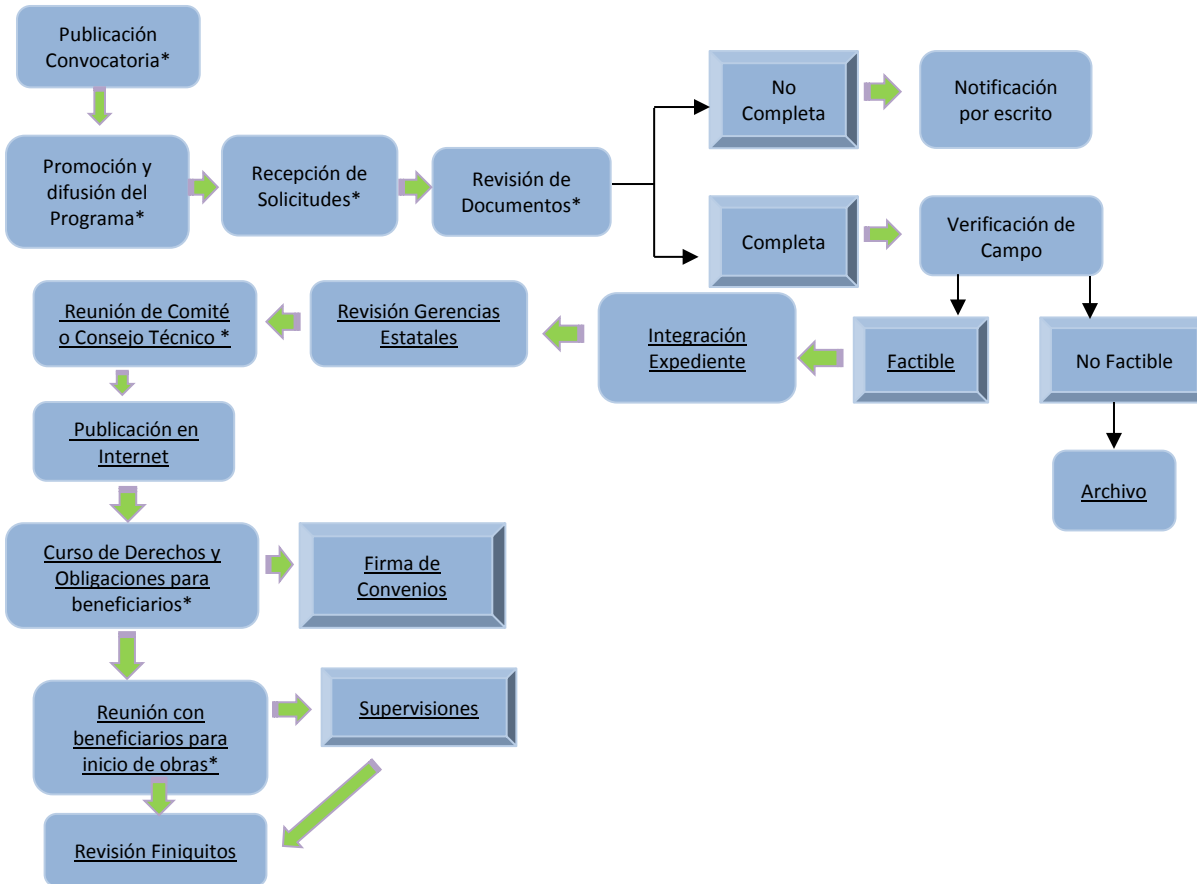 Publicación
Convocatoria*
Promoción y
difusión del
Programa*
Recepción de
Solicitudes*
Revisión de
Documentos*
No
Completa
Notificación
por escrito
Completa
Verificación de
Campo
Factible
No Factible
Archivo
Integración
Expediente
Revisión Gerencias
Estatales
Reunión de Comité
o Consejo Técnico *
Publicación en
Internet
Curso de Derechos y
Obligaciones para
beneficiarios*
Firma de
Convenios
Reunión con
beneficiarios para
inicio de obras*
Supervisiones
Revisión Finiquitos